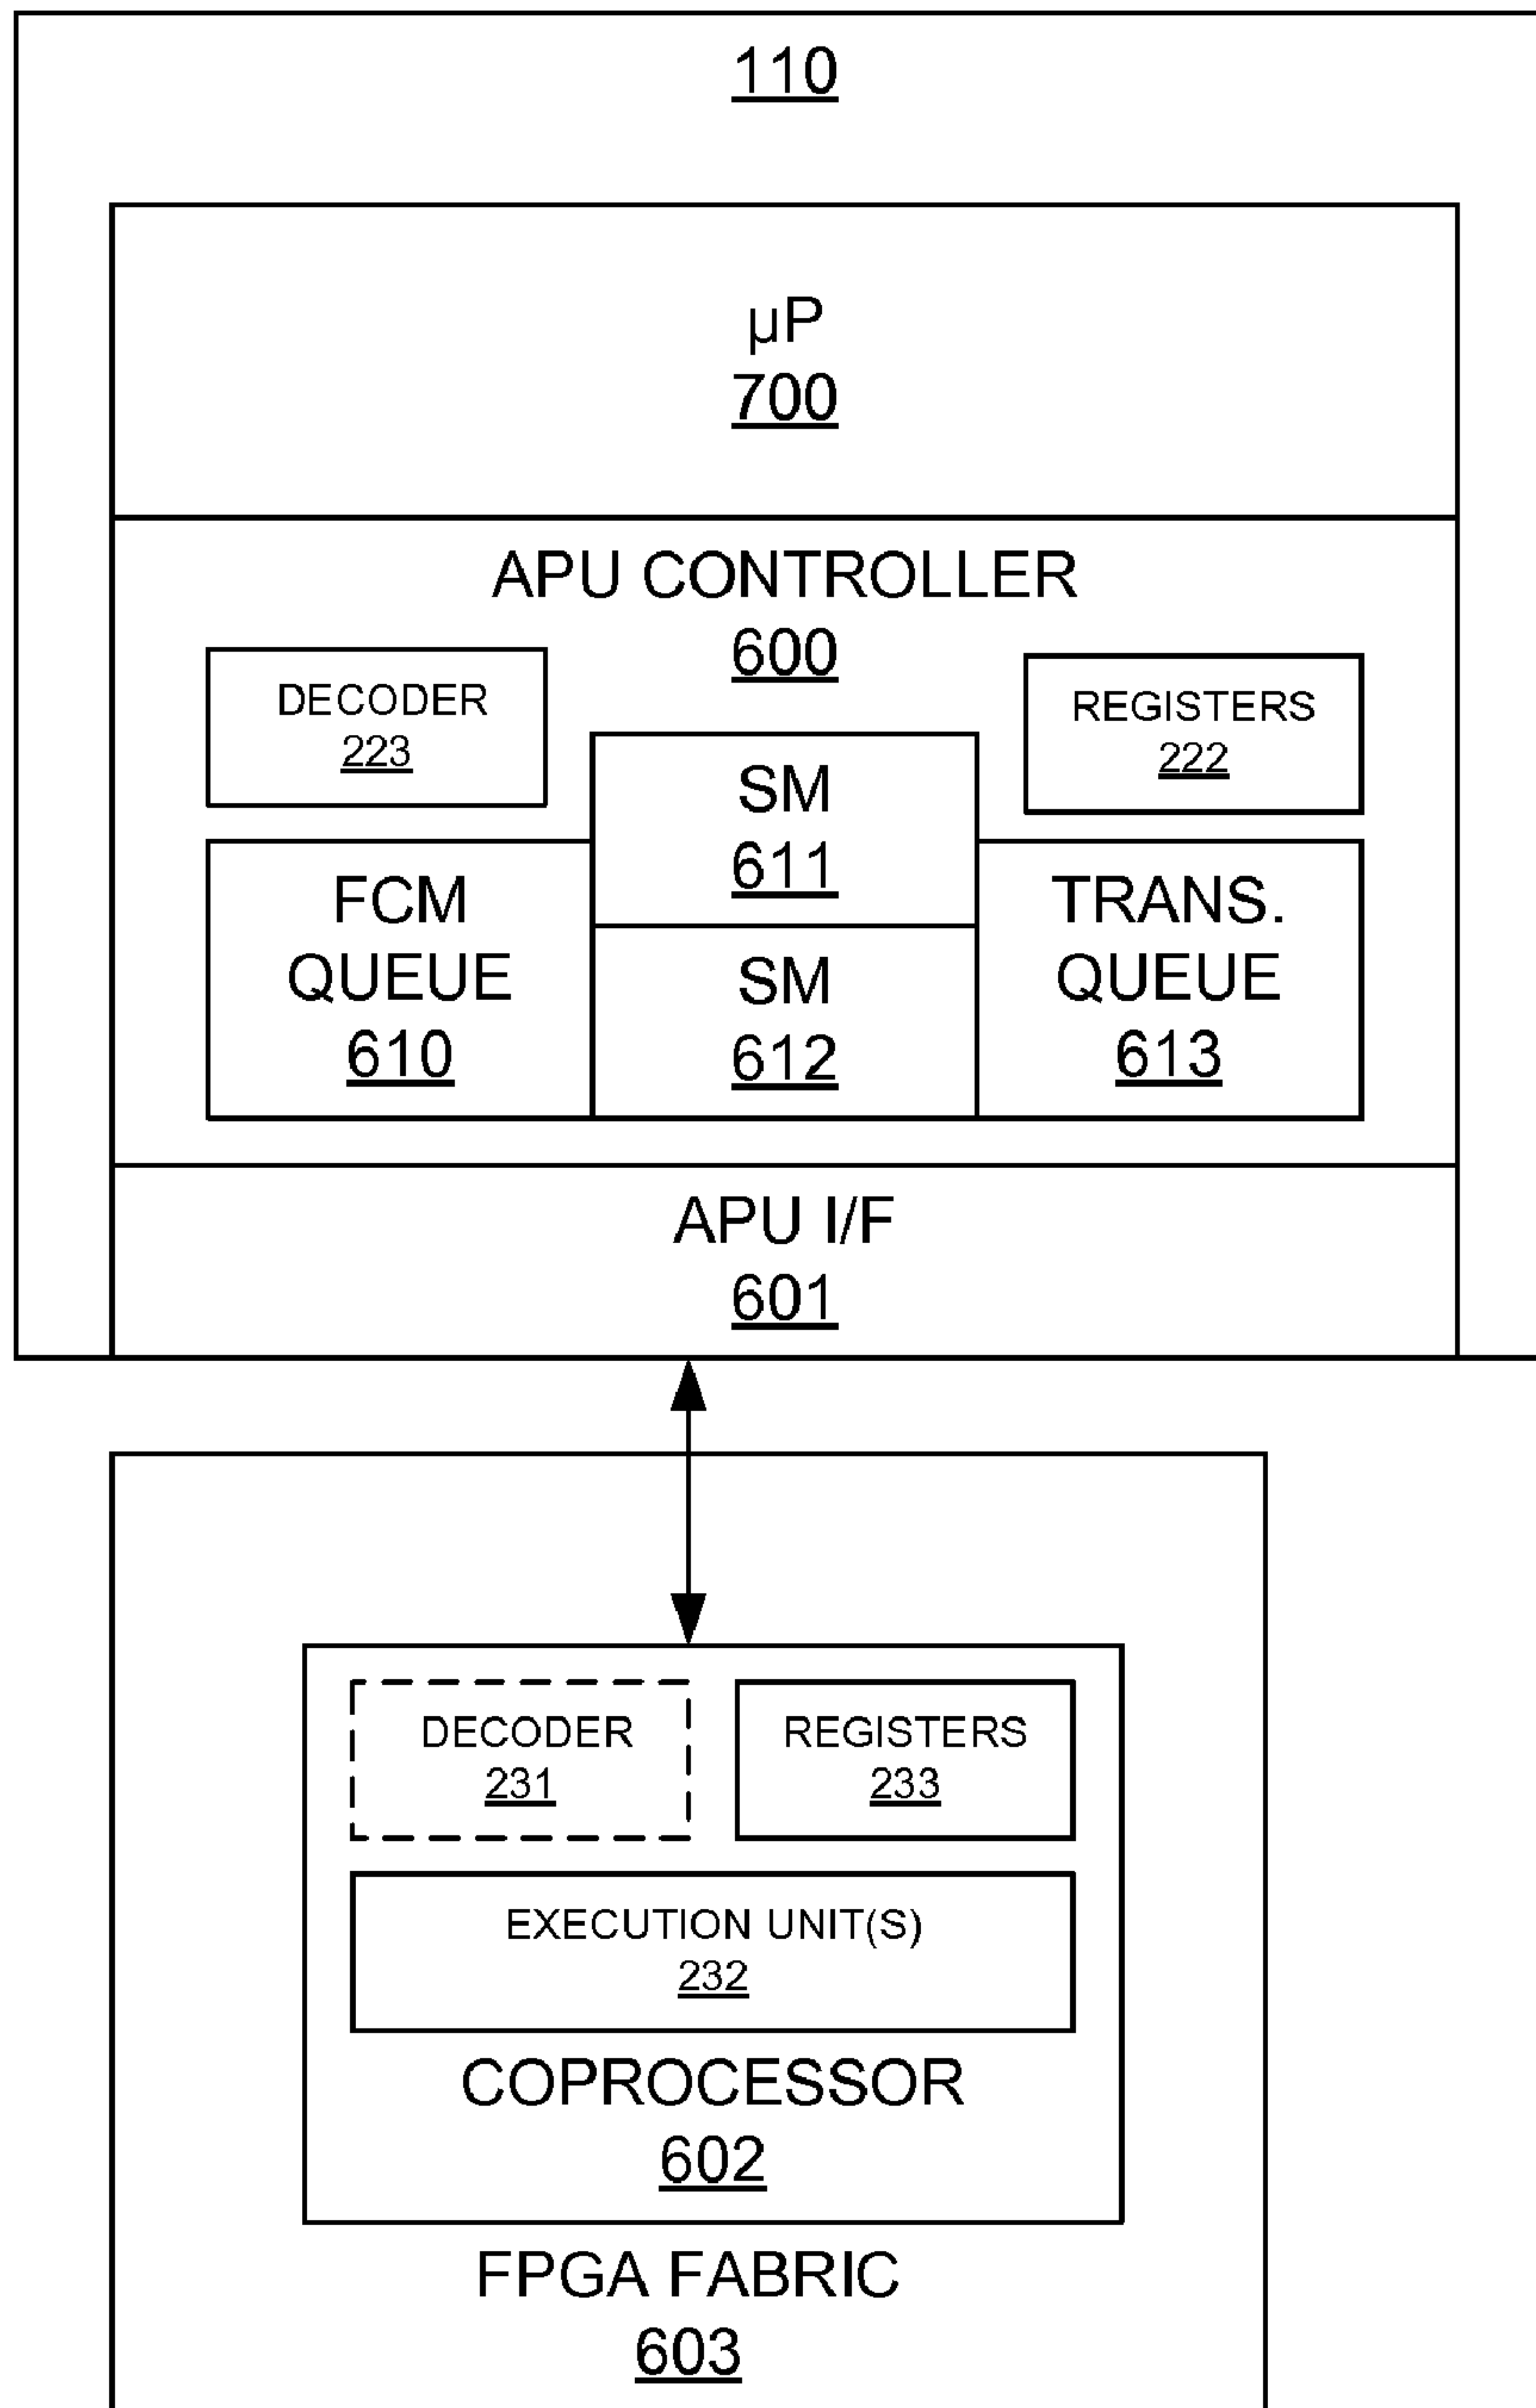 110
µP
700
APU CONTROLLER
600
DECODER
223
REGISTERS
222
SM
611
FCM
QUEUE
610
SM
612
TRANS.
QUEUE
613
APU I/F
601
DECODER
231
REGISTERS
233
EXECUTION UNIT(S)
232
COPROCESSOR
602
FPGA FABRIC
603